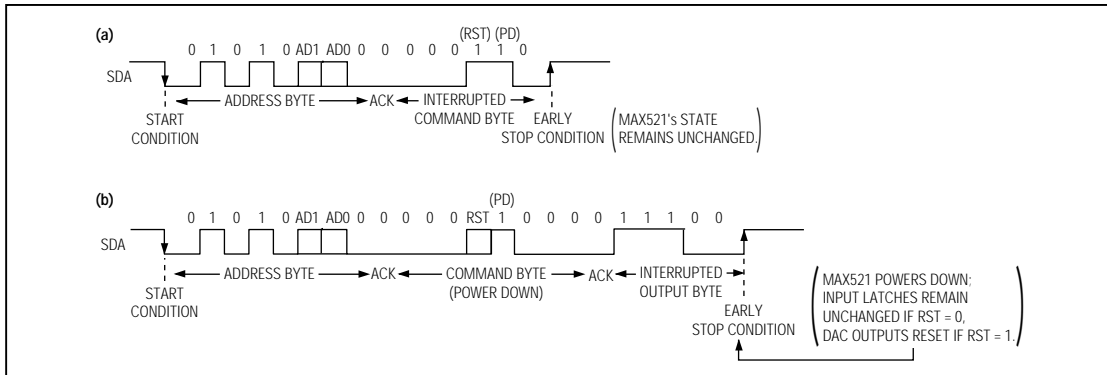 (a)
(RST) (PD)
0 1 0 1 0 AD1 AD0 0 0 0 0 0 1 1 0
SDA
ADDRESS BYTE ACK INTERRUPTED
COMMAND BYTE
START
CONDITION
EARLY
STOP CONDITION
(MAX521's STATE
REMAINS UNCHANGED.)
(b)
(PD)
0 1 0 1 0 AD1 AD0 0 0 0 0 0 RST 1 0 0 0 0 1 1 1 0 0
SDA
ADDRESS BYTE ACK COMMAND BYTE ACK INTERRUPTED
(POWER DOWN) OUTPUT BYTE
START
CONDITION
EARLY
STOP CONDITION
(MAX521 POWERS DOWN;
INPUT LATCHES REMAIN
UNCHANGED IF RST = 0,
DAC OUTPUTS RESET IF RST = 1.)